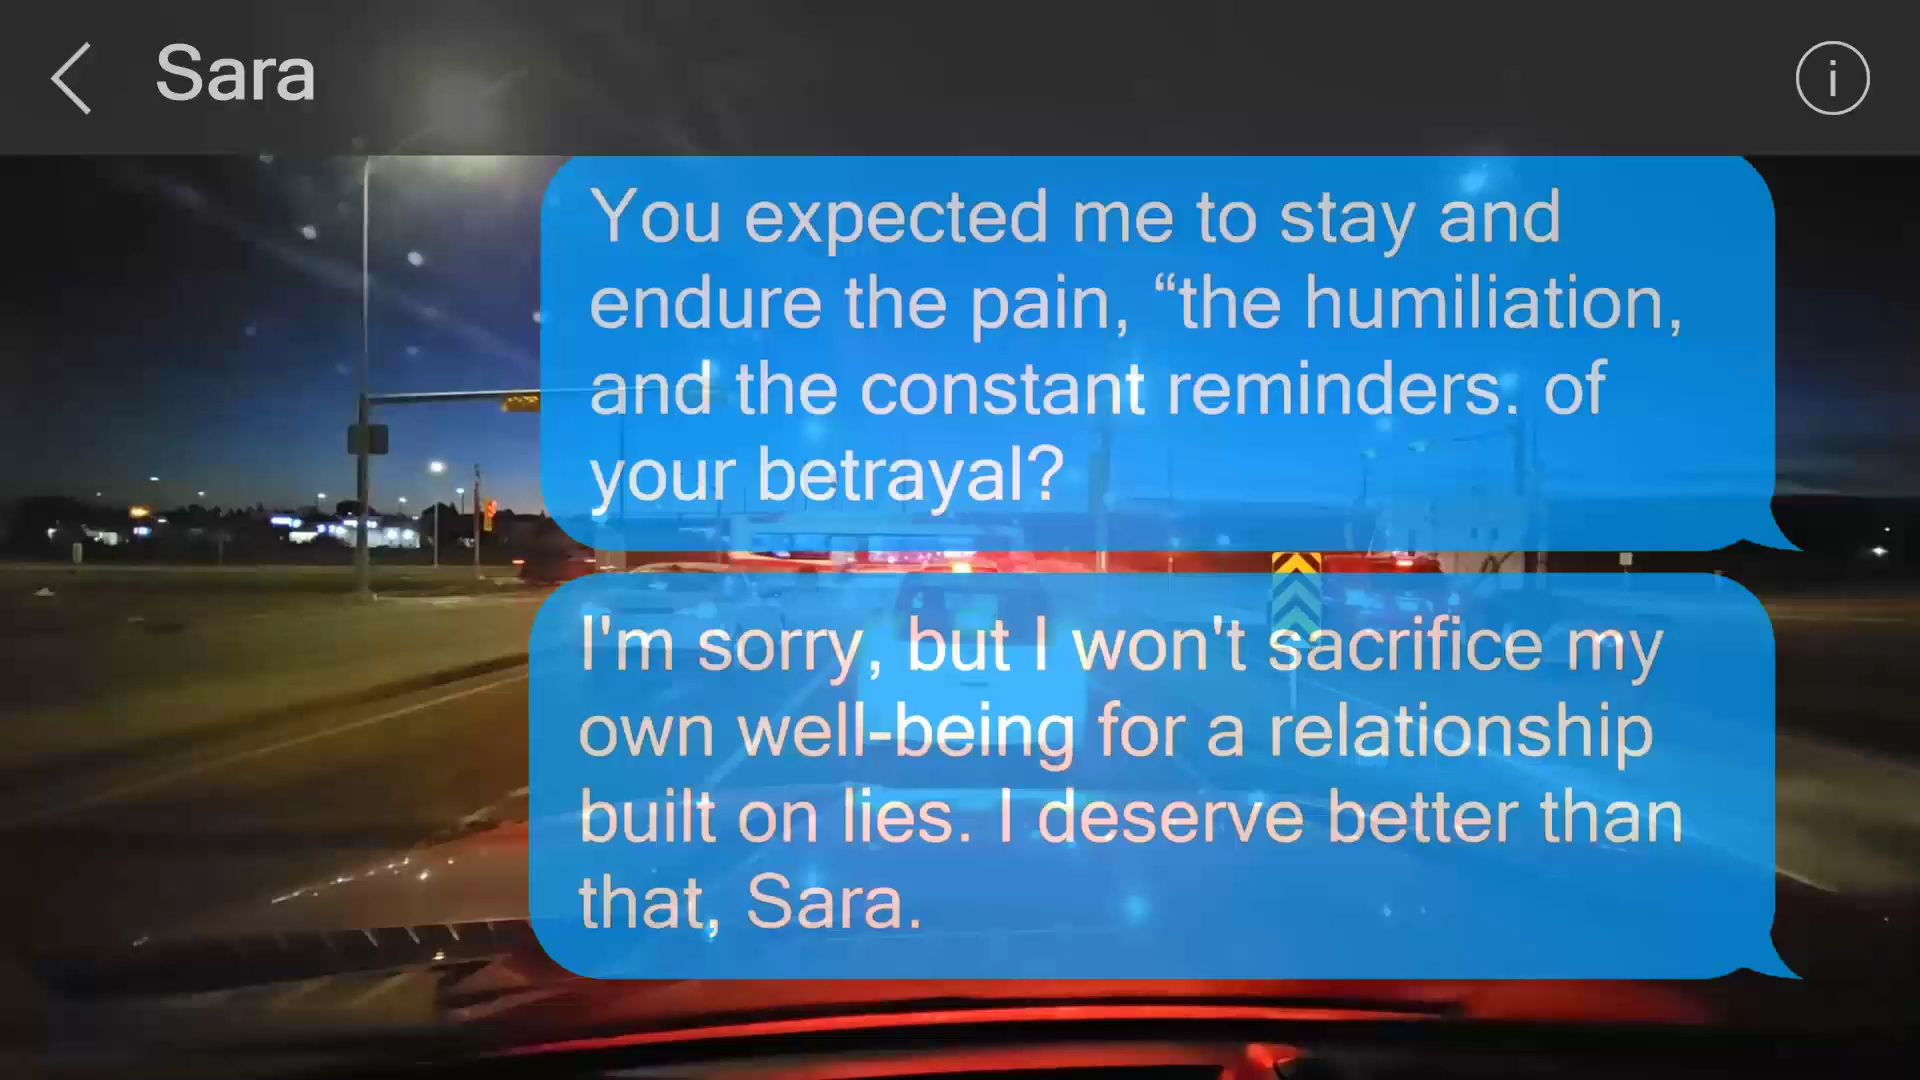 Sara
You expected me to stay and
endure the pain, “the humiliation,
and the constant reminders. of
your betrayal?
I'm sorry, but I won't sacrifice my
own well-being for a relationship
built on lies. I deserve better than
that, Sara.